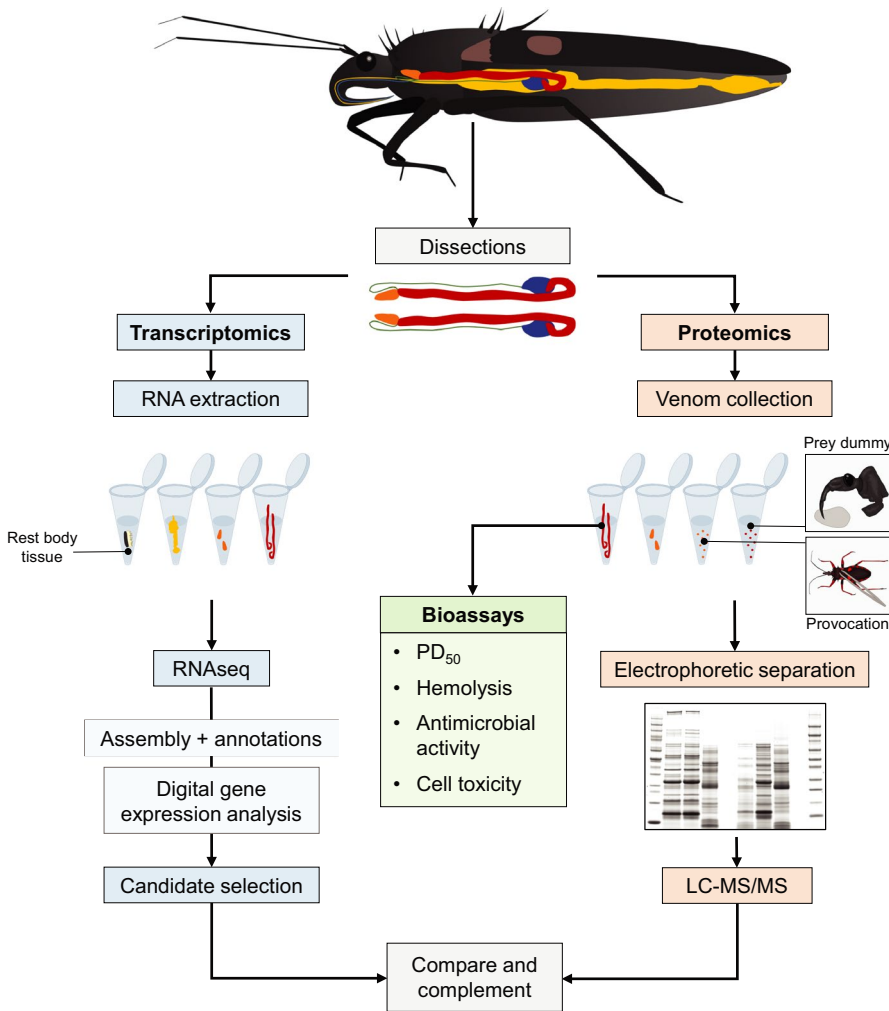 Dissections
Transcriptomics
Proteomics
RNA extraction
Venom collection
Prey dummy
Rest body
tissue
Provocation
Bioassays
• PD50
• Hemolysis
• Antimicrobial
activity
• Cell toxicity
RNAseq
Electrophoretic separation
Assembly + annotations
Digital gene
expression analysis
Candidate selection
LC-MS/MS
Compare and
complement